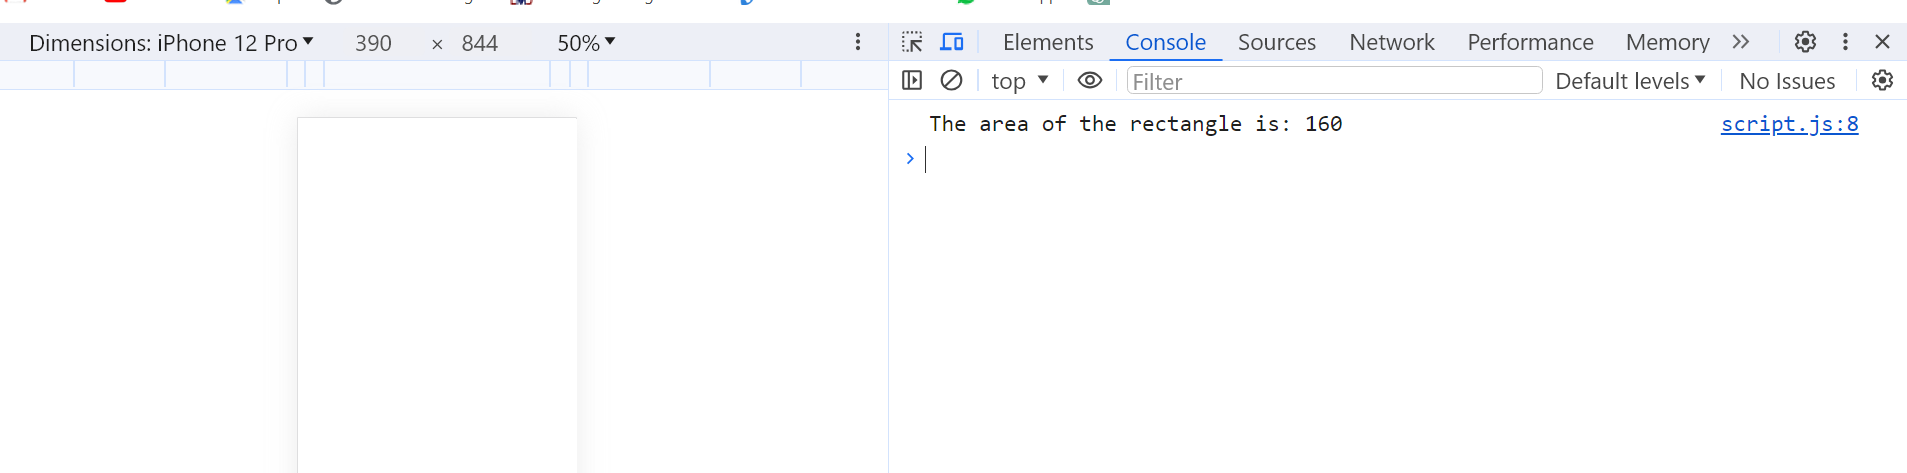 Dimensions: iPhone 12 Pro 390 × 844 50%
Elements Console Sources Network Performance Memory
top Filter Default levels No Issues
The area of the rectangle is: 160 script.js:8